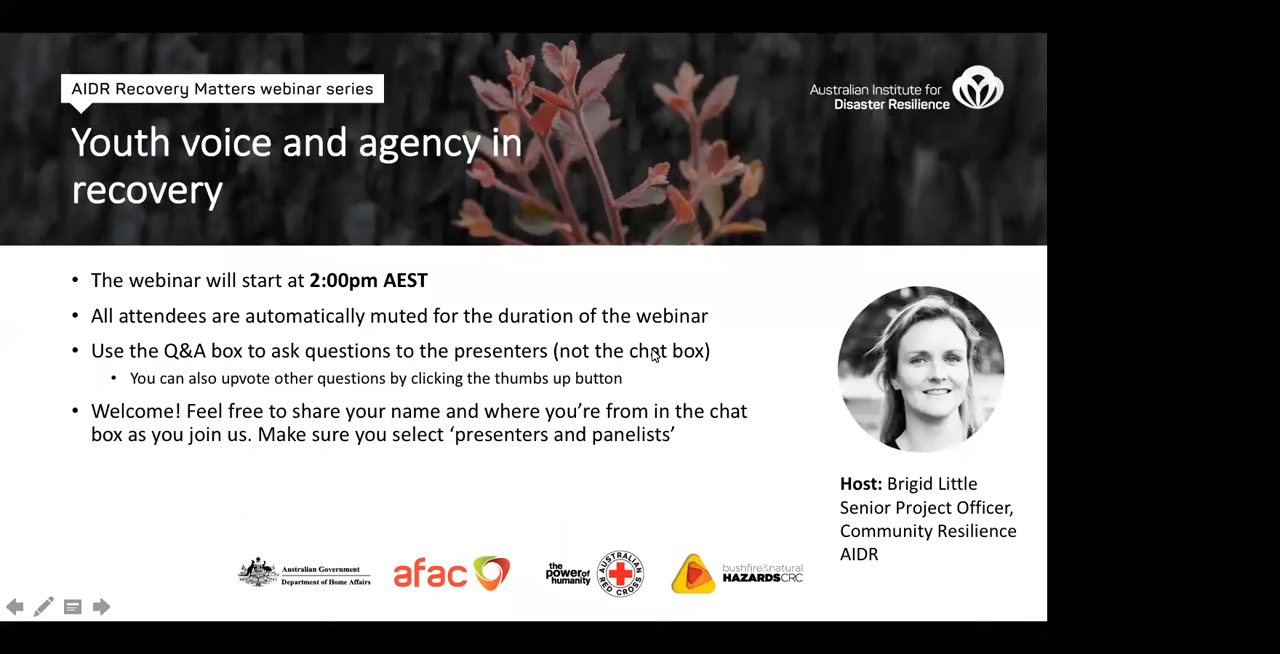 AIDR Recovery Matters webinar series
Australian Institute for
Disaster Resilience
Youth voice and agency in
recovery
• The webinar will start at 2:00pm AEST
• All attendees are automatically muted for the duration of the webinar
• Use the Q&A box to ask questions to the presenters (not the chat box)
• You can also upvote other questions by clicking the thumbs up button
• Welcome! Feel free to share your name and where you’re from in the chat
box as you join us. Make sure you select ‘presenters and panelists’
Host: Brigid Little
Senior Project Officer,
Community Resilience
AIDR
Australian Government
Department of Home Affairs
afac
the
power of
humanity
AUSTRALIAN
RED CROSS
bushfire&natural
HAZARDSCRC